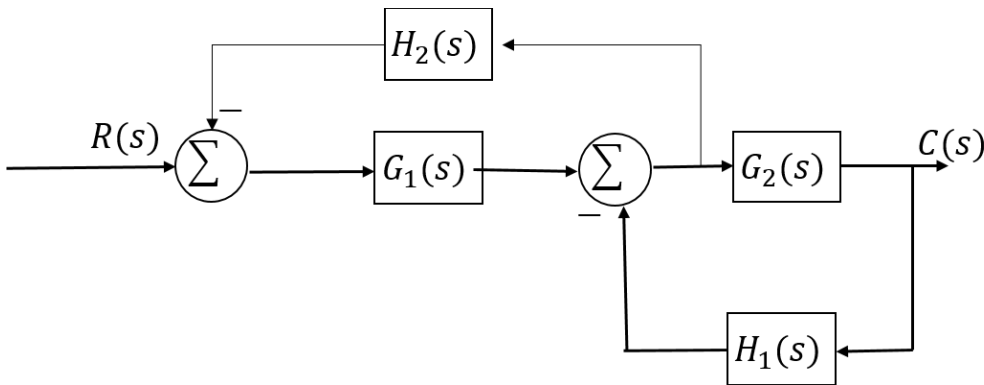 H₂(s)
−
R(s)
∑
G₁(s)
∑
G₂(s)
C(s)
−
H₁(s)